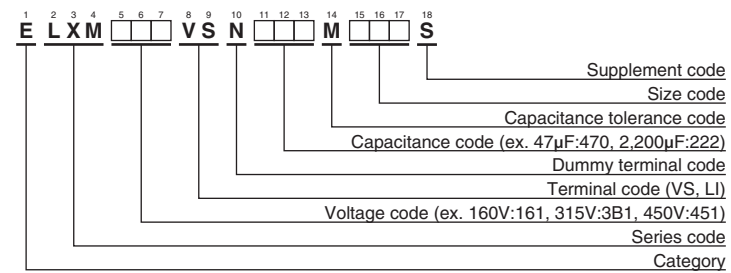 1 2 3 4 5 6 7 8 9 10 11 12 13 14 15 16 17 18
E L X M □□□ V S N □□□ M □□□ S
Supplement code
Size code
Capacitance tolerance code
Capacitance code (ex. 47µF:470, 2,200µF:222)
Dummy terminal code
Terminal code (VS, LI)
Voltage code (ex. 160V:161, 315V:3B1, 450V:451)
Series code
Category